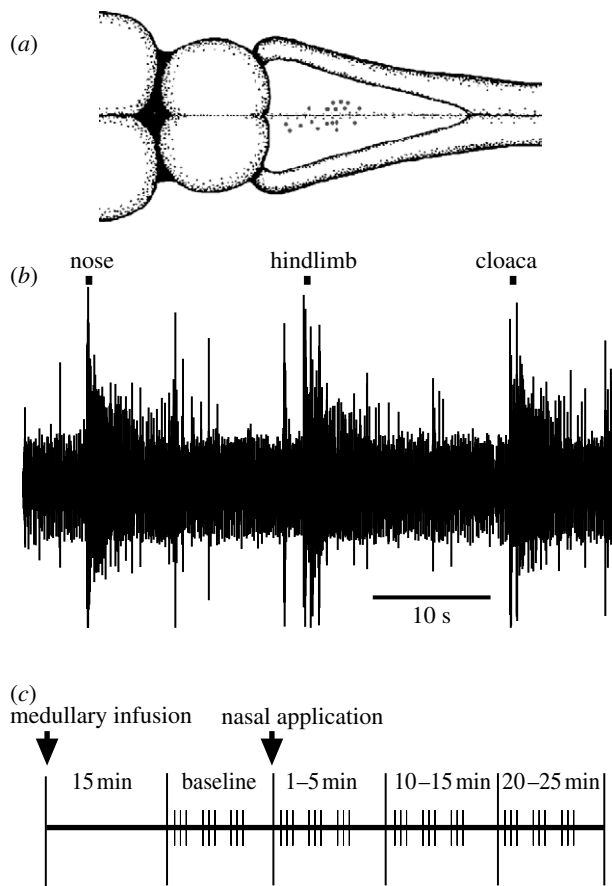 (a)
(b)
nose hindlimb cloaca
10 s
(c)
medullary infusion nasal application
15 min baseline 1–5 min 10–15 min 20–25 min